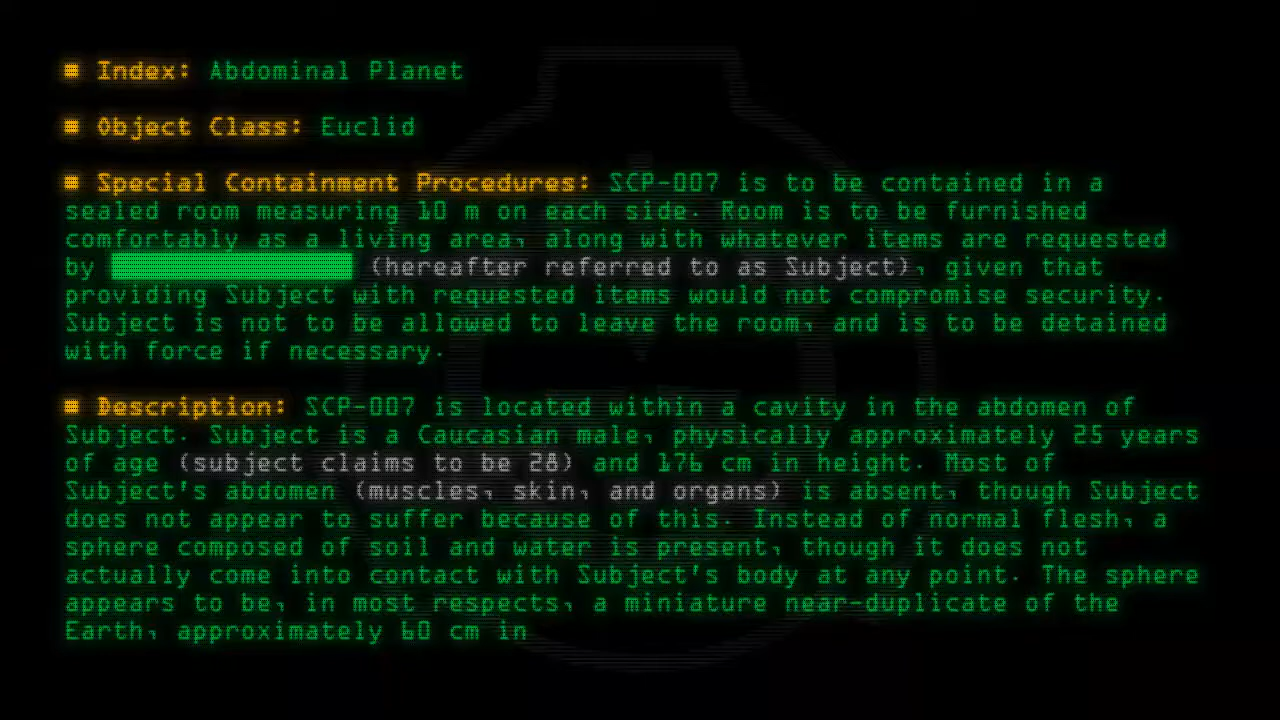 ■ Index: Abdominal Planet
■ Object Class: Euclid
■ Special Containment Procedures: SCP-007 is to be contained in a
sealed room measuring 10 m on each side. Room is to be furnished
comfortably as a living area, along with whatever items are requested
by ████████ (hereafter referred to as Subject), given that
providing Subject with requested items would not compromise security.
Subject is not to be allowed to leave the room, and is to be detained
with force if necessary.
■ Description: SCP-007 is located within a cavity in the abdomen of
Subject. Subject is a Caucasian male, physically approximately 25 years
of age (subject claims to be 28) and 176 cm in height. Most of
Subject's abdomen (muscles, skin, and organs) is absent, though Subject
does not appear to suffer because of this. Instead of normal flesh, a
sphere composed of soil and water is present, though it does not
actually come into contact with Subject's body at any point. The sphere
appears to be, in most respects, a miniature near-duplicate of the
Earth, approximately 60 cm in